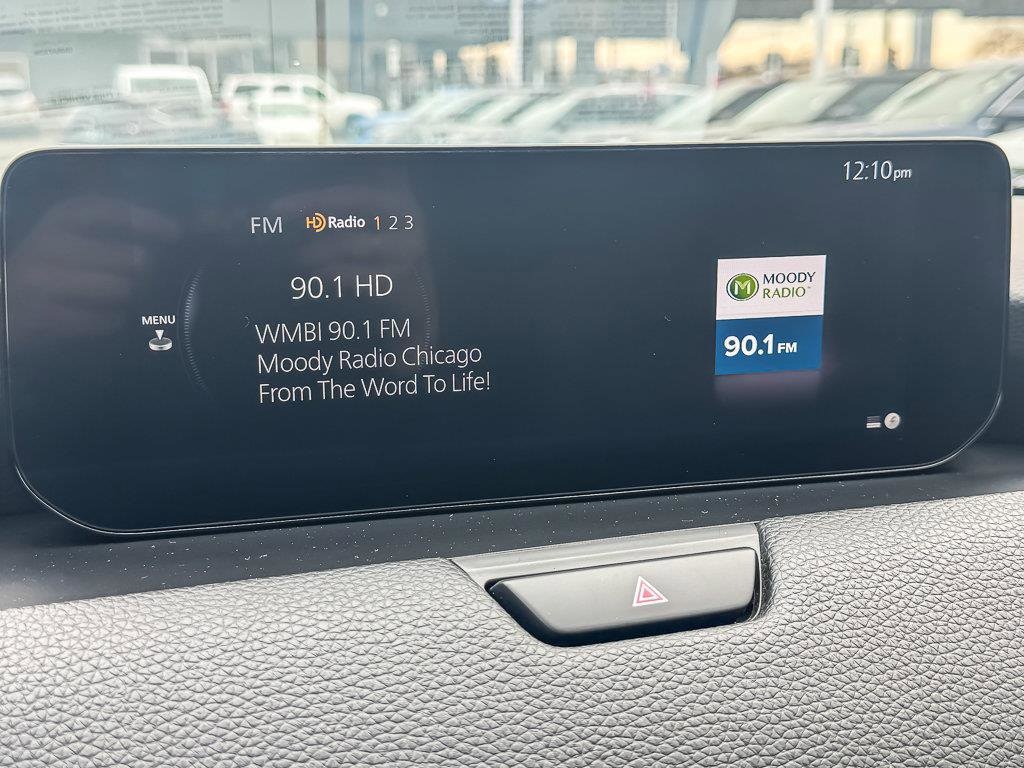 12:10pm
FM HD Radio 1 2 3
90.1 HD
MENU
WMBI 90.1 FM
Moody Radio Chicago
From The Word To Life!
M MOODY
RADIO™
90.1 FM